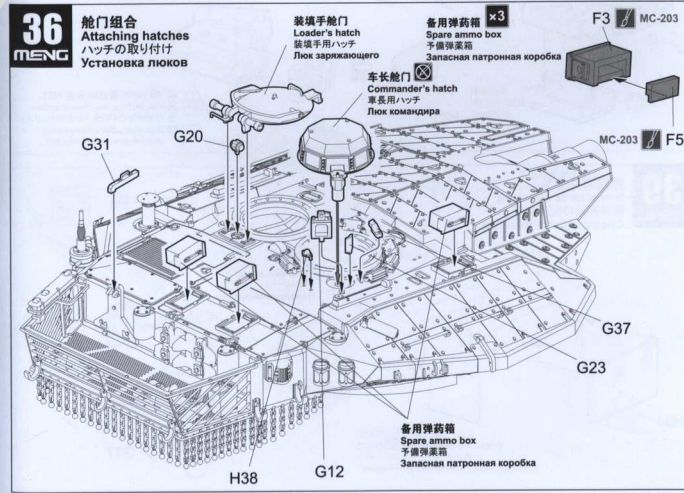 36
MENG
舱门组合
Attaching hatches
ハッチの取り付け
Установка люков
装填手舱门
Loader's hatch
装填手用ハッチ
Люк заряжающего
车长舱门
Commander's hatch
車長用ハッチ
Люк командира
备用弹药箱 ×3
Spare ammo box
予備弾薬箱
Запасная патронная коробка
F3 MC-203
MC-203 F5
G31
G20
G37
G23
备用弹药箱
Spare ammo box
予備弾薬箱
Запасная патронная коробка
H38
G12